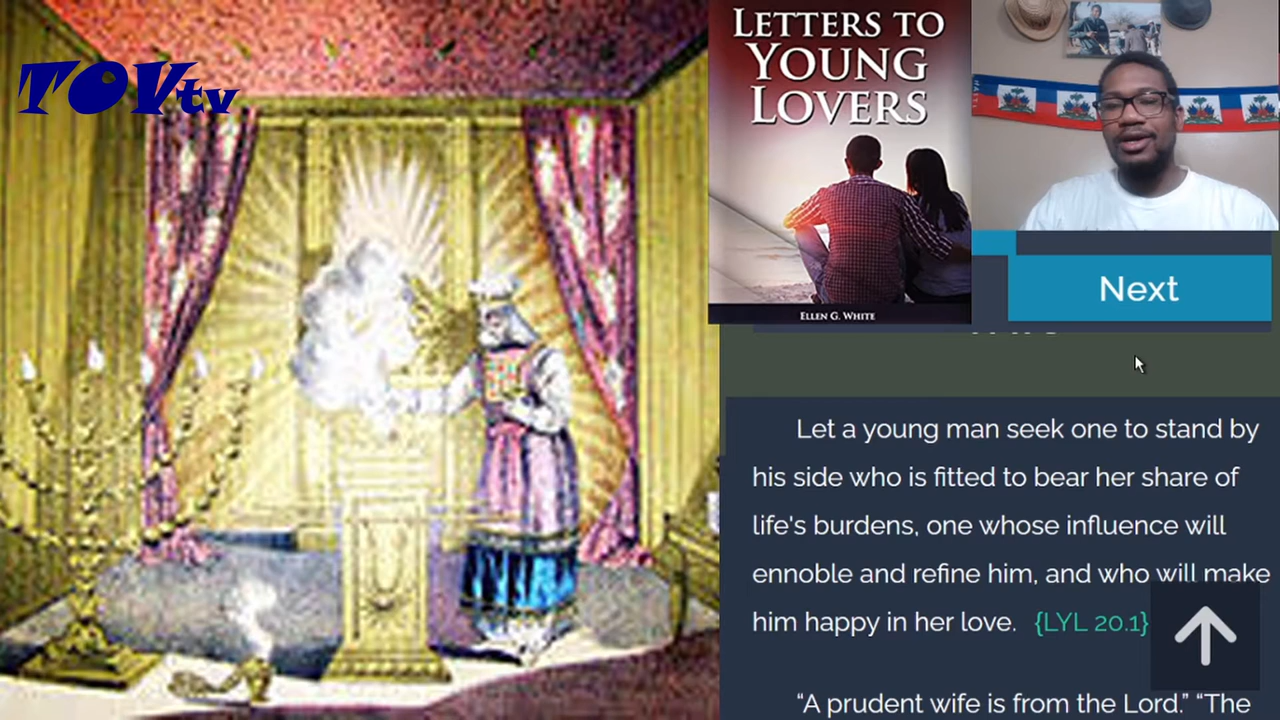 TOVtv
LETTERS TO
YOUNG
LOVERS
ELLEN G. WHITE
Next
Let a young man seek one to stand by
his side who is fitted to bear her share of
life's burdens, one whose influence will
ennoble and refine him, and who will make
him happy in her love. {LYL 20.1}
“A prudent wife is from the Lord.” “The